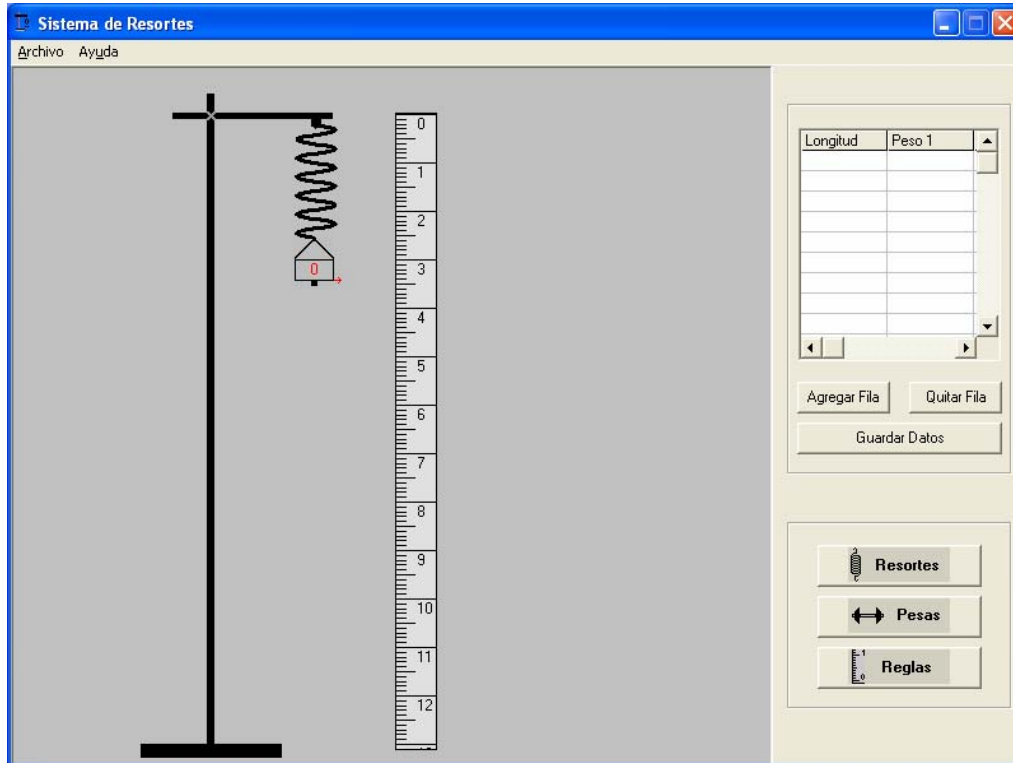 Sistema de Resortes
Archivo Ayuda
0
1
2
3
4
5
6
7
8
9
10
11
12
0
Longitud Peso 1
Agregar Fila Quitar Fila
Guardar Datos
Resortes
Pesas
Reglas